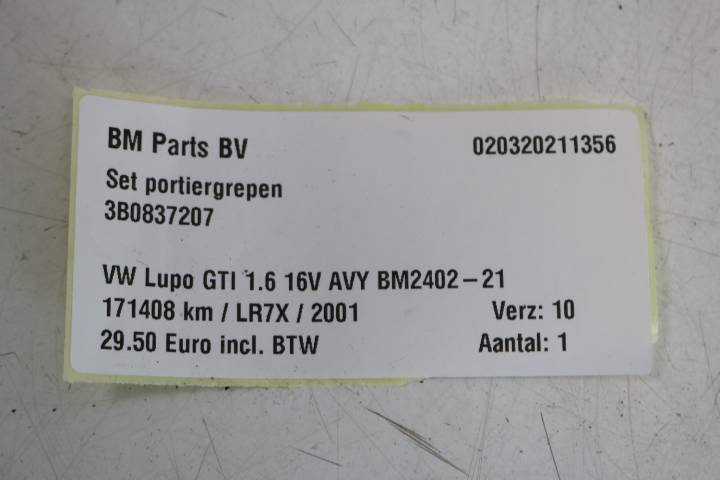 BM Parts BV 020320211356
Set portiergrepen
3B0837207
VW Lupo GTI 1.6 16V AVY BM2402-21
171408 km / LR7X / 2001 Verz: 10
29.50 Euro incl. BTW Aantal: 1